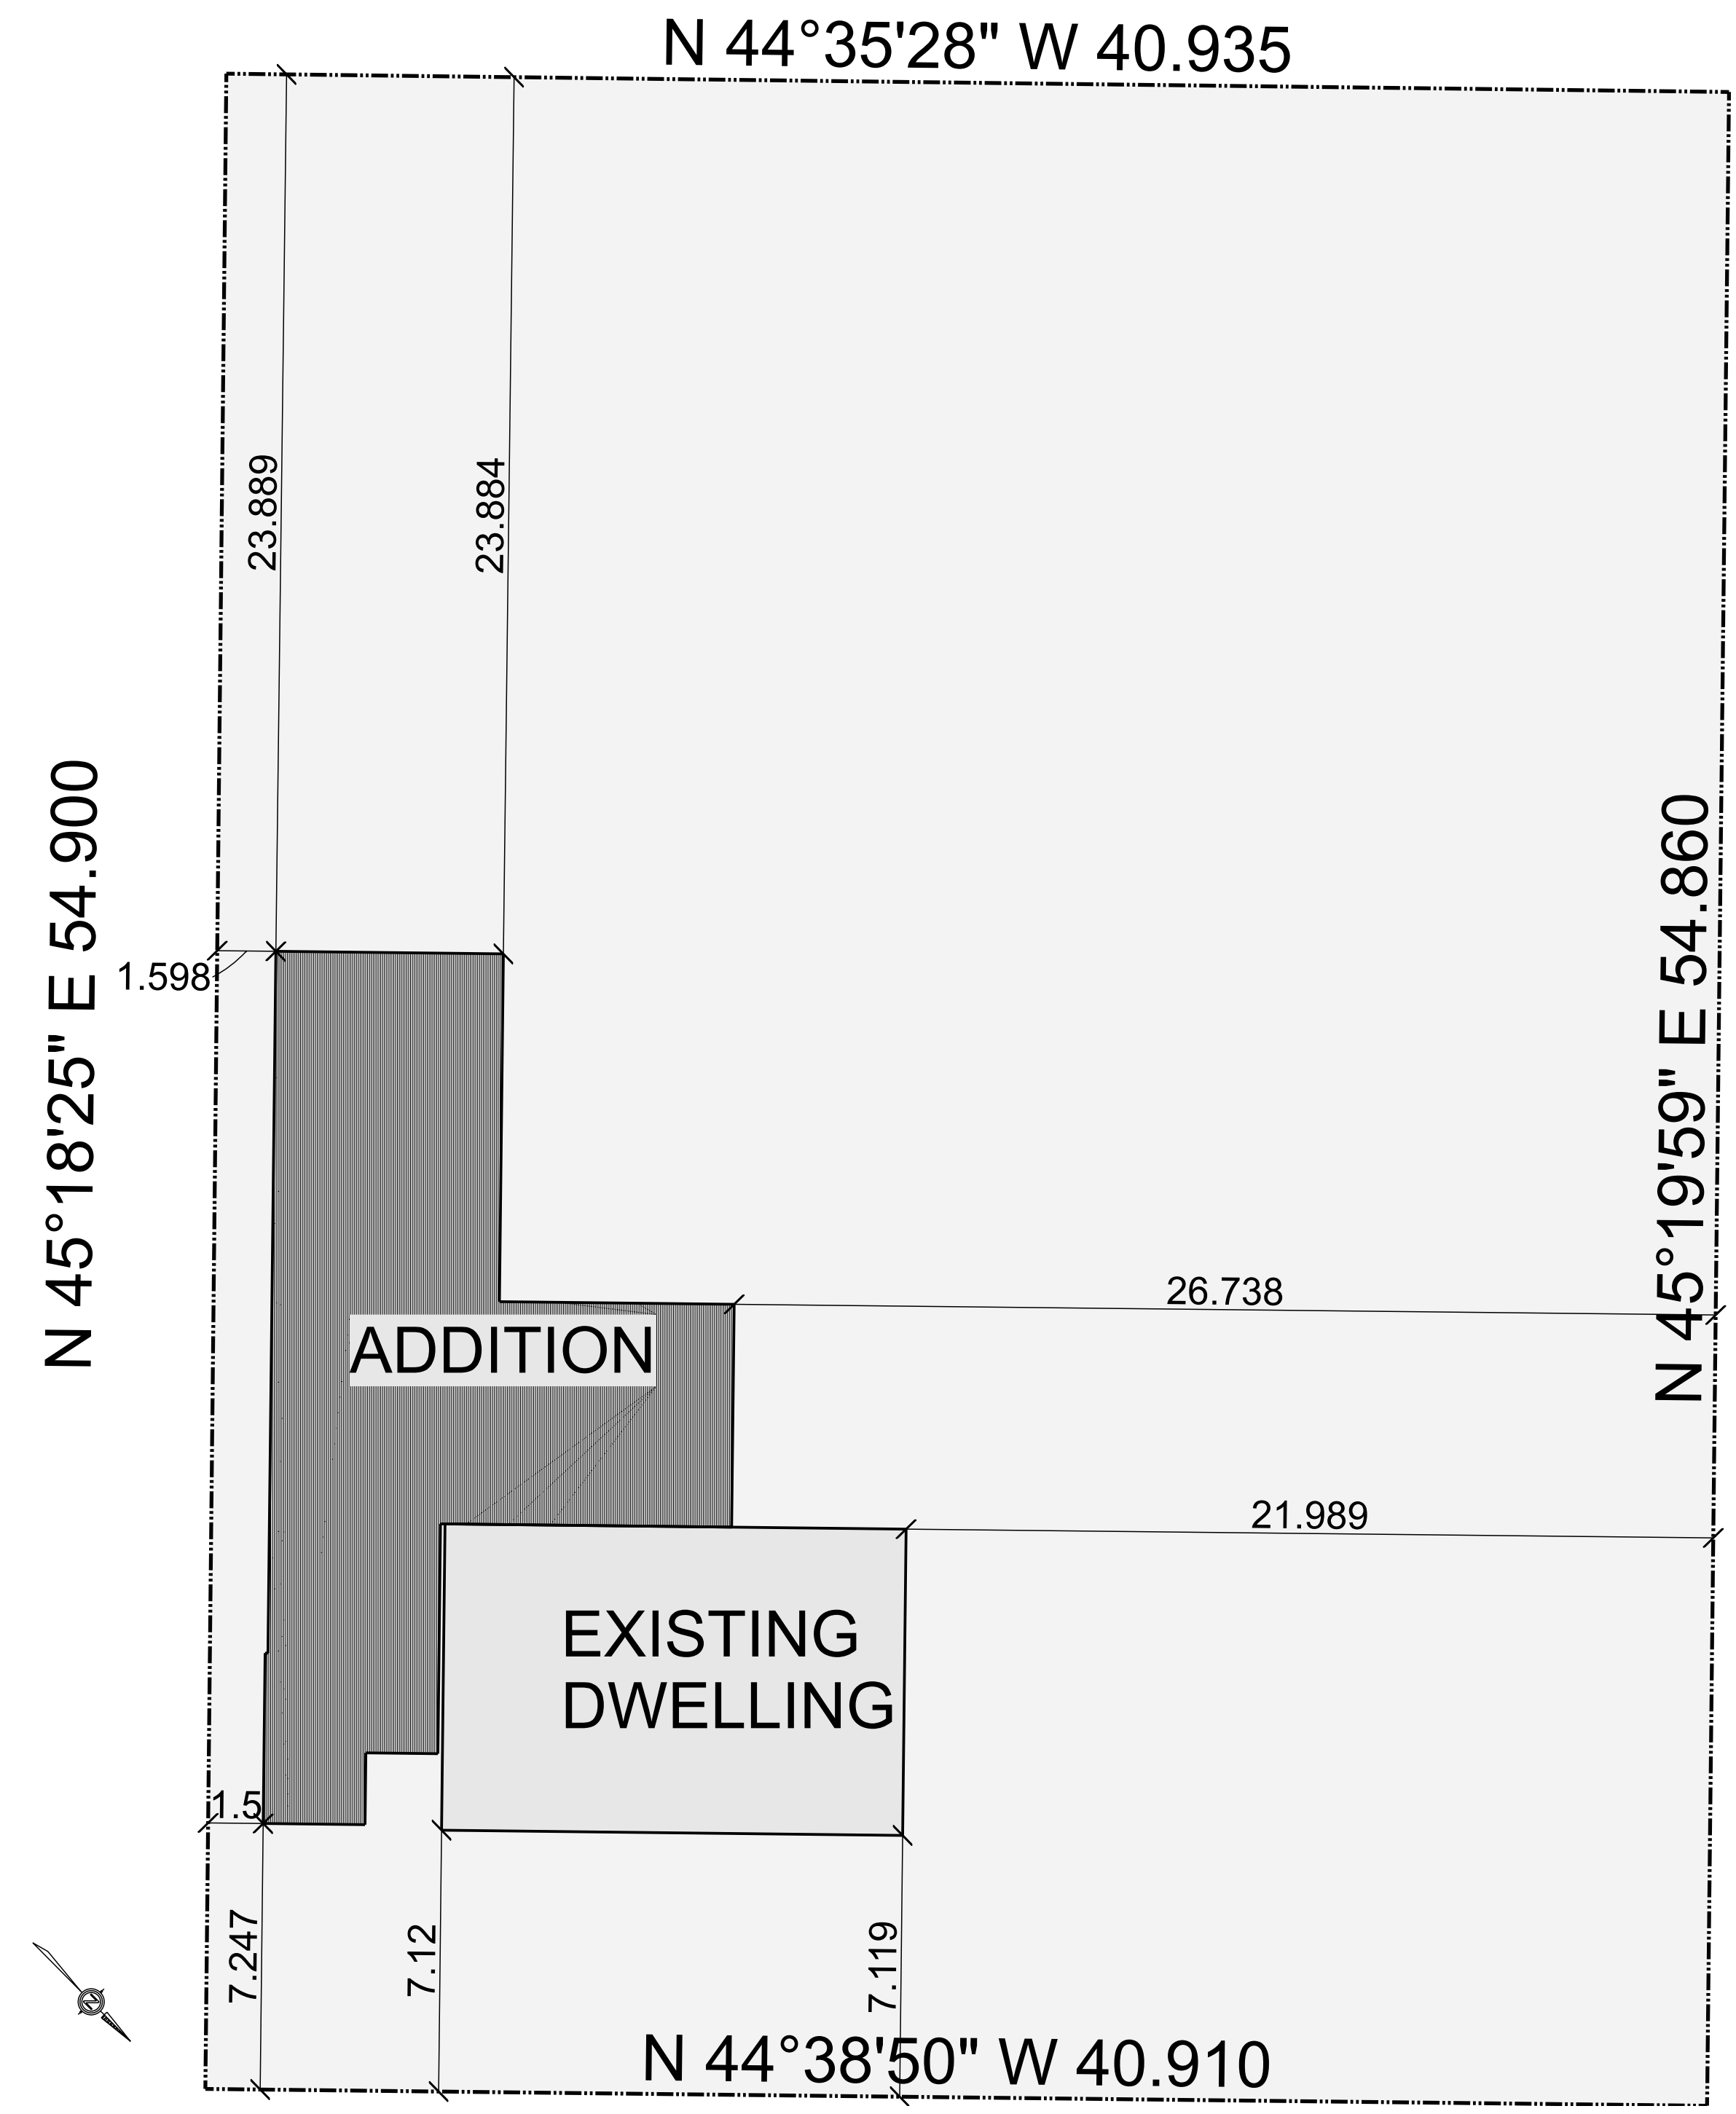 N 44°35'28" W 40.935
23.889
23.884
N 45°18'25" E 54.900
N 45°19'59" E 54.860
1.598
26.738
ADDITION
21.989
EXISTING
DWELLING
1.5
7.247
7.12
7.119
N
N 44°38'50" W 40.910